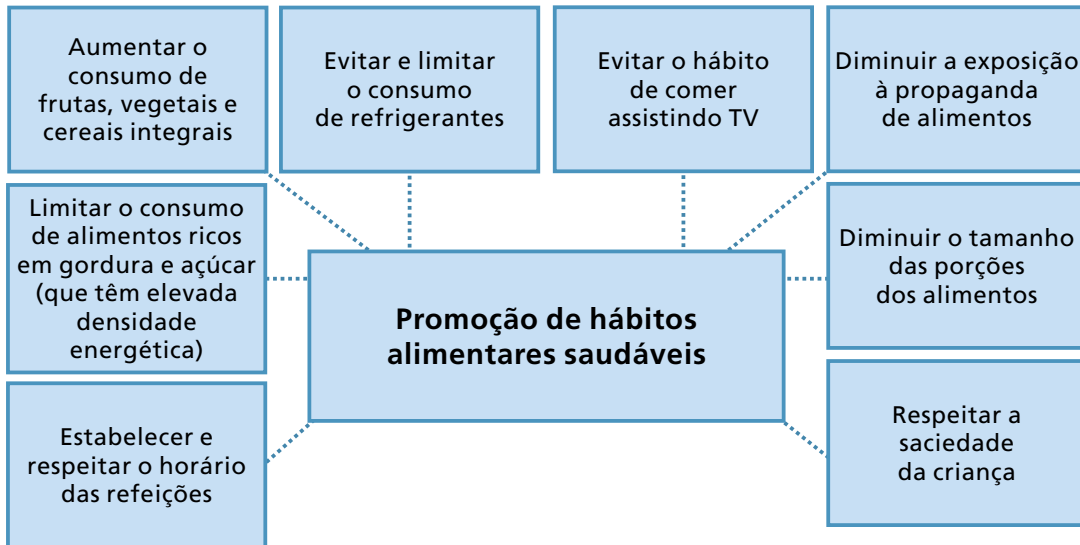 Aumentar o
consumo de
frutas, vegetais e
cereais integrais
Evitar e limitar
o consumo
de refrigerantes
Evitar o hábito
de comer
assistindo TV
Diminuir a exposição
à propaganda
de alimentos
Limitar o consumo
de alimentos ricos
em gordura e açúcar
(que têm elevada
densidade
energética)
Promoção de hábitos
alimentares saudáveis
Diminuir o tamanho
das porções
dos alimentos
Estabelecer e
respeitar o horário
das refeições
Respeitar a
saciedade
da criança